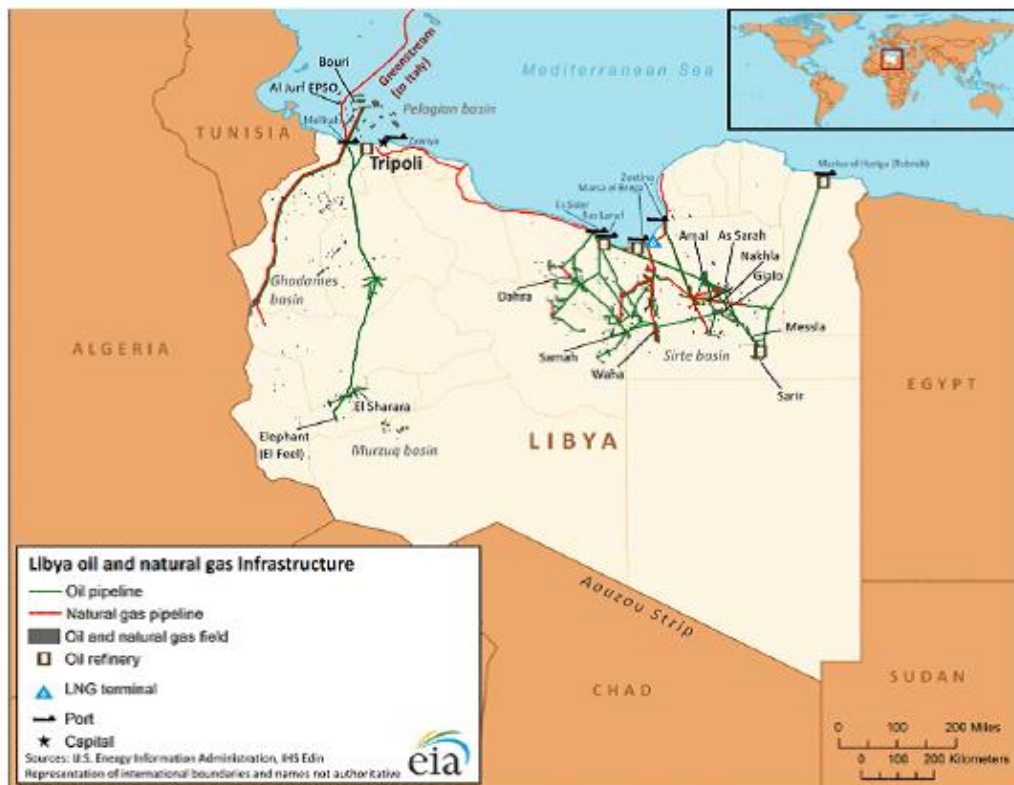 Bouri
Al Jurf EPSO
Greenstream
(to Italy)
Mediterranean Sea
Pelagian basin
TUNISIA
Mellitah
Zawiya
Tripoli
Marsa el Hariga (Tobruk)
Zueitina
Marsa el Brega
Es Sider
Ras Lanuf
Amal
As Sarah
Nakhla
Gialo
Ghadames
basin
Dahra
ALGERIA
Messla
Samah
Sirte basin
Waha
EGYPT
Sarir
El Sharara
Elephant
(El Feel)
LIBYA
Murzuq basin
Libya oil and natural gas infrastructure
Oil pipeline
Natural gas pipeline
Oil and natural gas field
Oil refinery
LNG terminal
Port
Capital
Sources: U.S. Energy Information Administration, IHS Edin
Representation of international boundaries and names not authoritative
eia
Aouzou Strip
CHAD
SUDAN
0 100 200 Miles
0 100 200 Kilometers